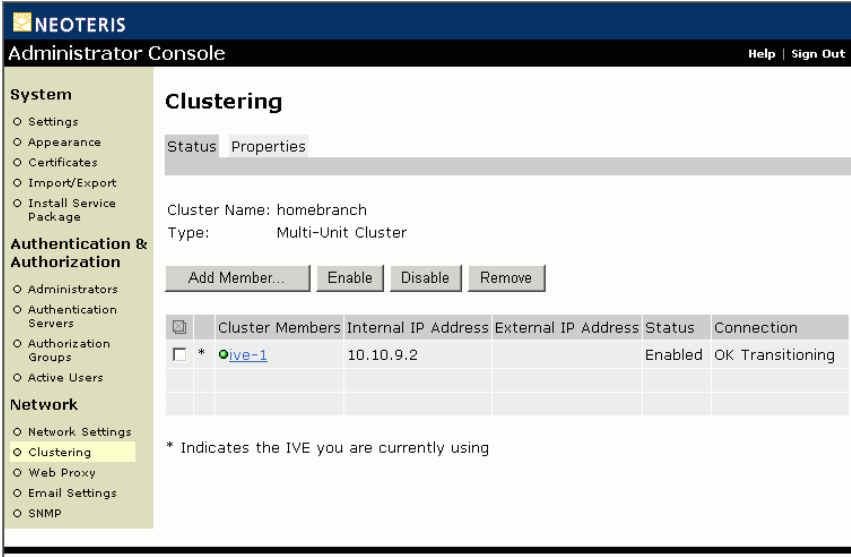 NEOTERIS
Administrator Console
Help | Sign Out
System
Settings
Appearance
Certificates
Import/Export
Install Service
Package
Authentication &
Authorization
Administrators
Authentication
Servers
Authorization
Groups
Active Users
Network
Network Settings
Clustering
Web Proxy
Email Settings
SNMP
Clustering
Status Properties
Cluster Name: homebranch
Type: Multi-Unit Cluster
Add Member... Enable Disable Remove
Cluster Members Internal IP Address External IP Address Status Connection
* ive-1 10.10.9.2 Enabled OK Transitioning
* Indicates the IVE you are currently using